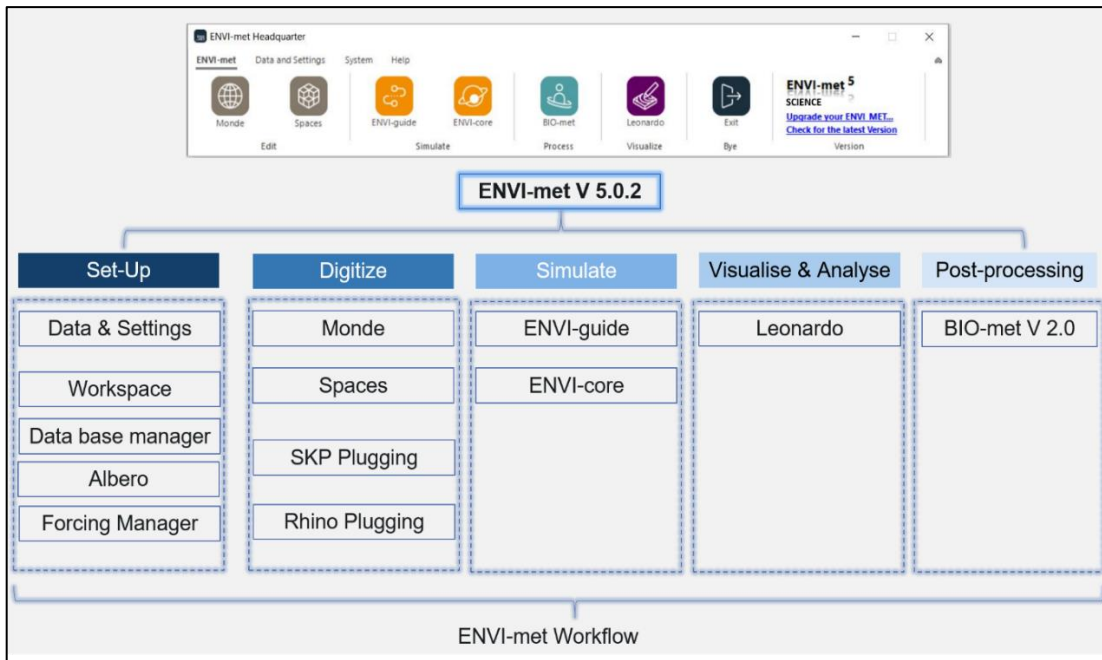 ENVI-met Headquarter
ENVI-met Data and Settings System Help
Monde Spaces ENVI-guide ENVI-core BIO-met Leonardo Exit
ENVI-met 5
SCIENCE
Upgrade your ENVI_MET...
Check for the latest Version
Edit Simulate Process Visualize Bye Version
ENVI-met V 5.0.2
Set-Up
Data & Settings
Workspace
Data base manager
Albero
Forcing Manager
Digitize
Monde
Spaces
SKP Plugging
Rhino Plugging
Simulate
ENVI-guide
ENVI-core
Visualise & Analyse
Leonardo
Post-processing
BIO-met V 2.0
ENVI-met Workflow